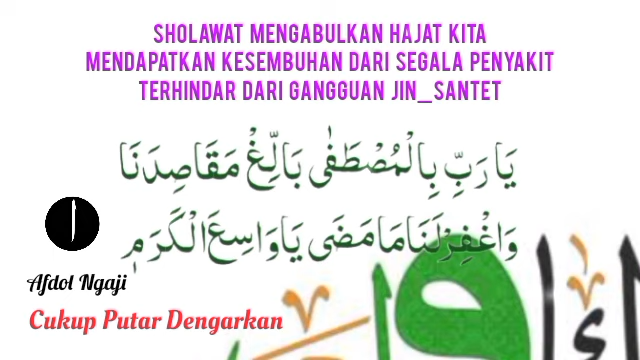 SHOLAWAT MENGABULKAN HAJAT KITA
MENDAPATKAN KESEMBUHAN DARI SEGALA PENYAKIT
TERHINDAR DARI GANGGUAN JIN_SANTET
يَا رَبِّ بِالْمُصْطَفٰى بَالِّغْ مَقَاصِدَنَا
وَاغْفِرْلَنَا مَا مَضَى يَا وَاسِعَ الْكَرَمِ
ا
Afdol Ngaji
Cukup Putar Dengarkan